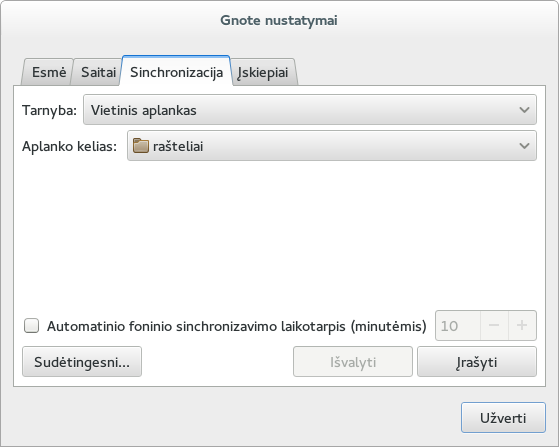 Gnote nustatymai
Esmė Saitai Sinchronizacija Įskiepiai
Tarnyba: Vietinis aplankas
Aplanko kelias: rašteliai
Automatinio foninio sinchronizavimo laikotarpis (minutėmis) 10
Sudėtingesni... Išvalyti Įrašyti
Užverti